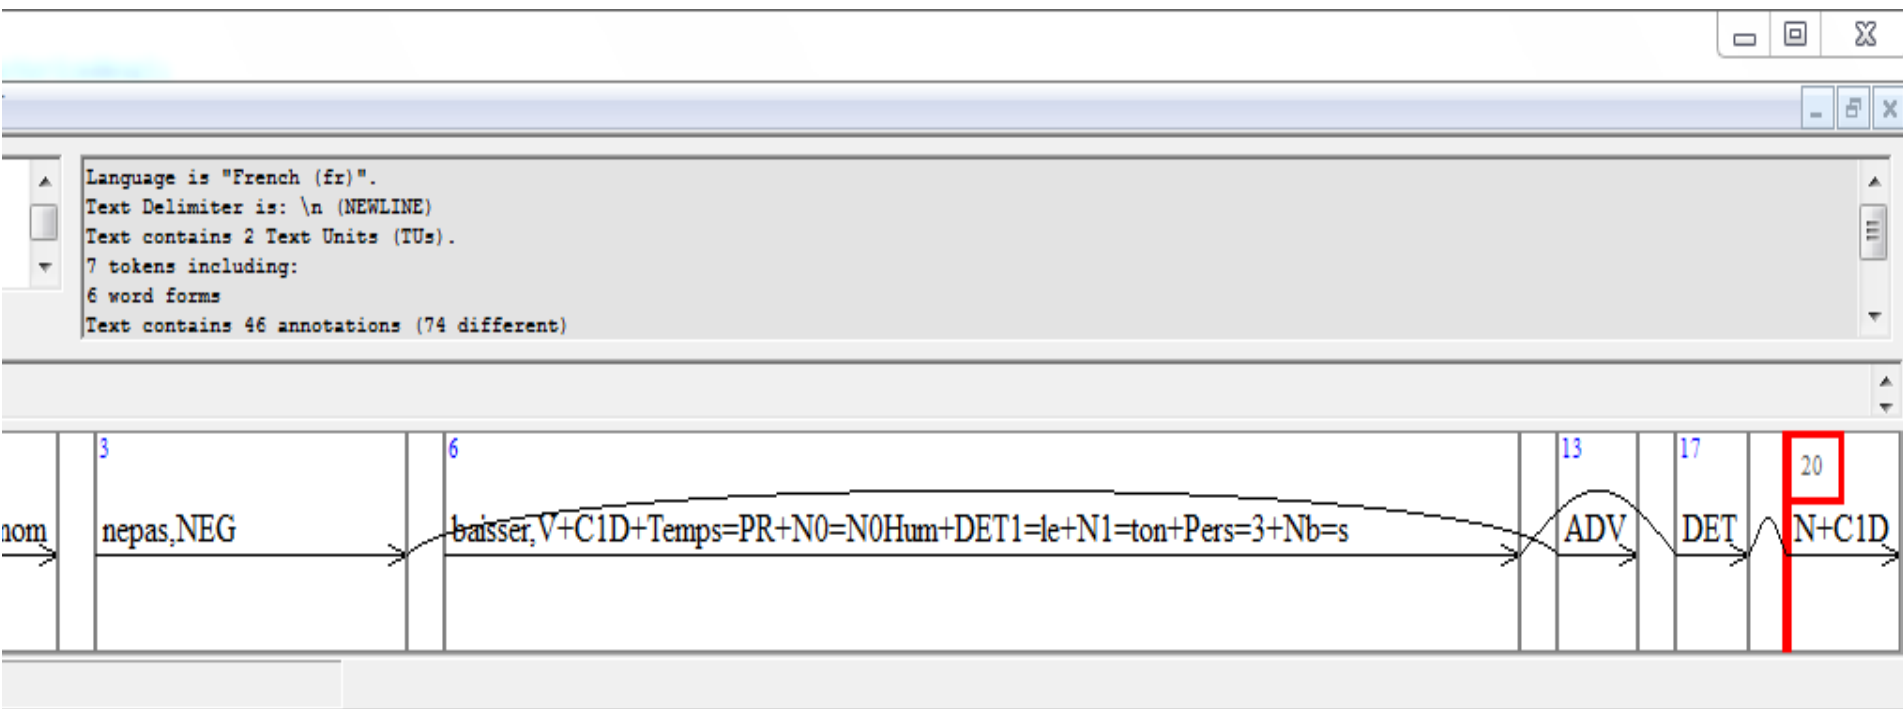 Language is "French (fr)".
Text Delimiter is: \n (NEWLINE)
Text contains 2 Text Units (TUs).
7 tokens including:
6 word forms
Text contains 46 annotations (74 different)
3 6 13 17 20
nom nepas,NEG baisser,V+C1D+Temps=PR+N0=N0Hum+DET1=le+N1=ton+Pers=3+Nb=s ADV DET N+C1D